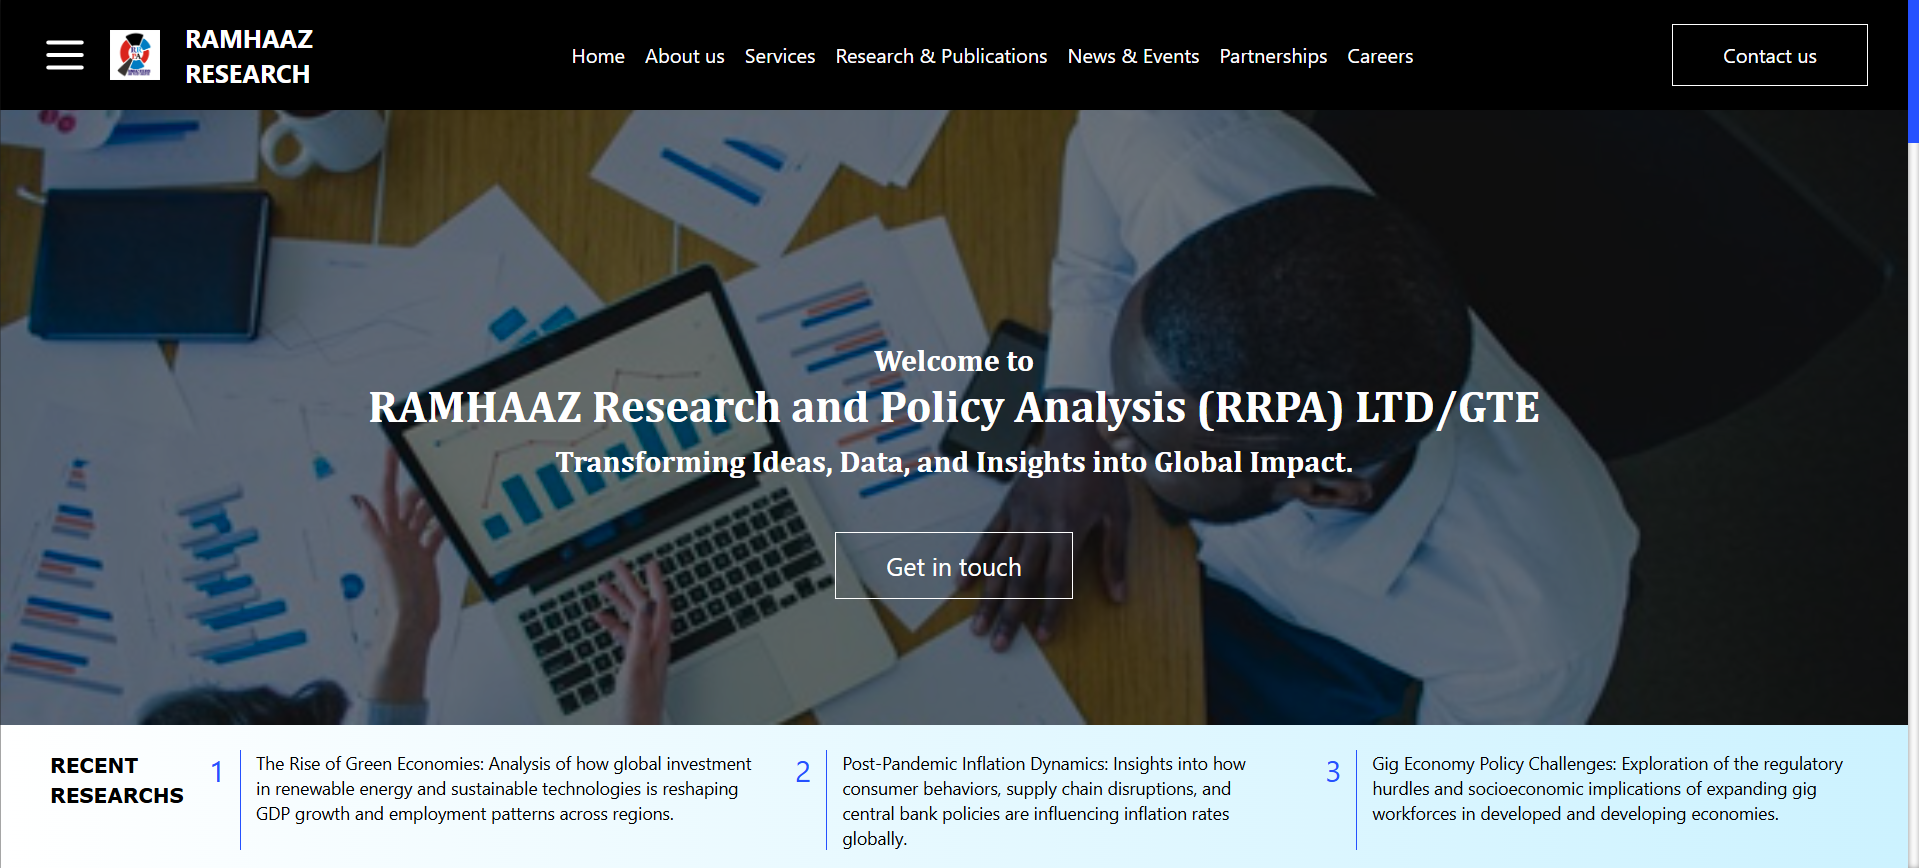 RAMHAAZ
RESEARCH
Home About us Services Research & Publications News & Events Partnerships Careers
Contact us
Welcome to
RAMHAAZ Research and Policy Analysis (RRPA) LTD/GTE
Transforming Ideas, Data, and Insights into Global Impact.
Get in touch
RECENT
RESEARCHS
1
The Rise of Green Economies: Analysis of how global investment
in renewable energy and sustainable technologies is reshaping
GDP growth and employment patterns across regions.
2
Post-Pandemic Inflation Dynamics: Insights into how
consumer behaviors, supply chain disruptions, and
central bank policies are influencing inflation rates
globally.
3
Gig Economy Policy Challenges: Exploration of the regulatory
hurdles and socioeconomic implications of expanding gig
workforces in developed and developing economies.